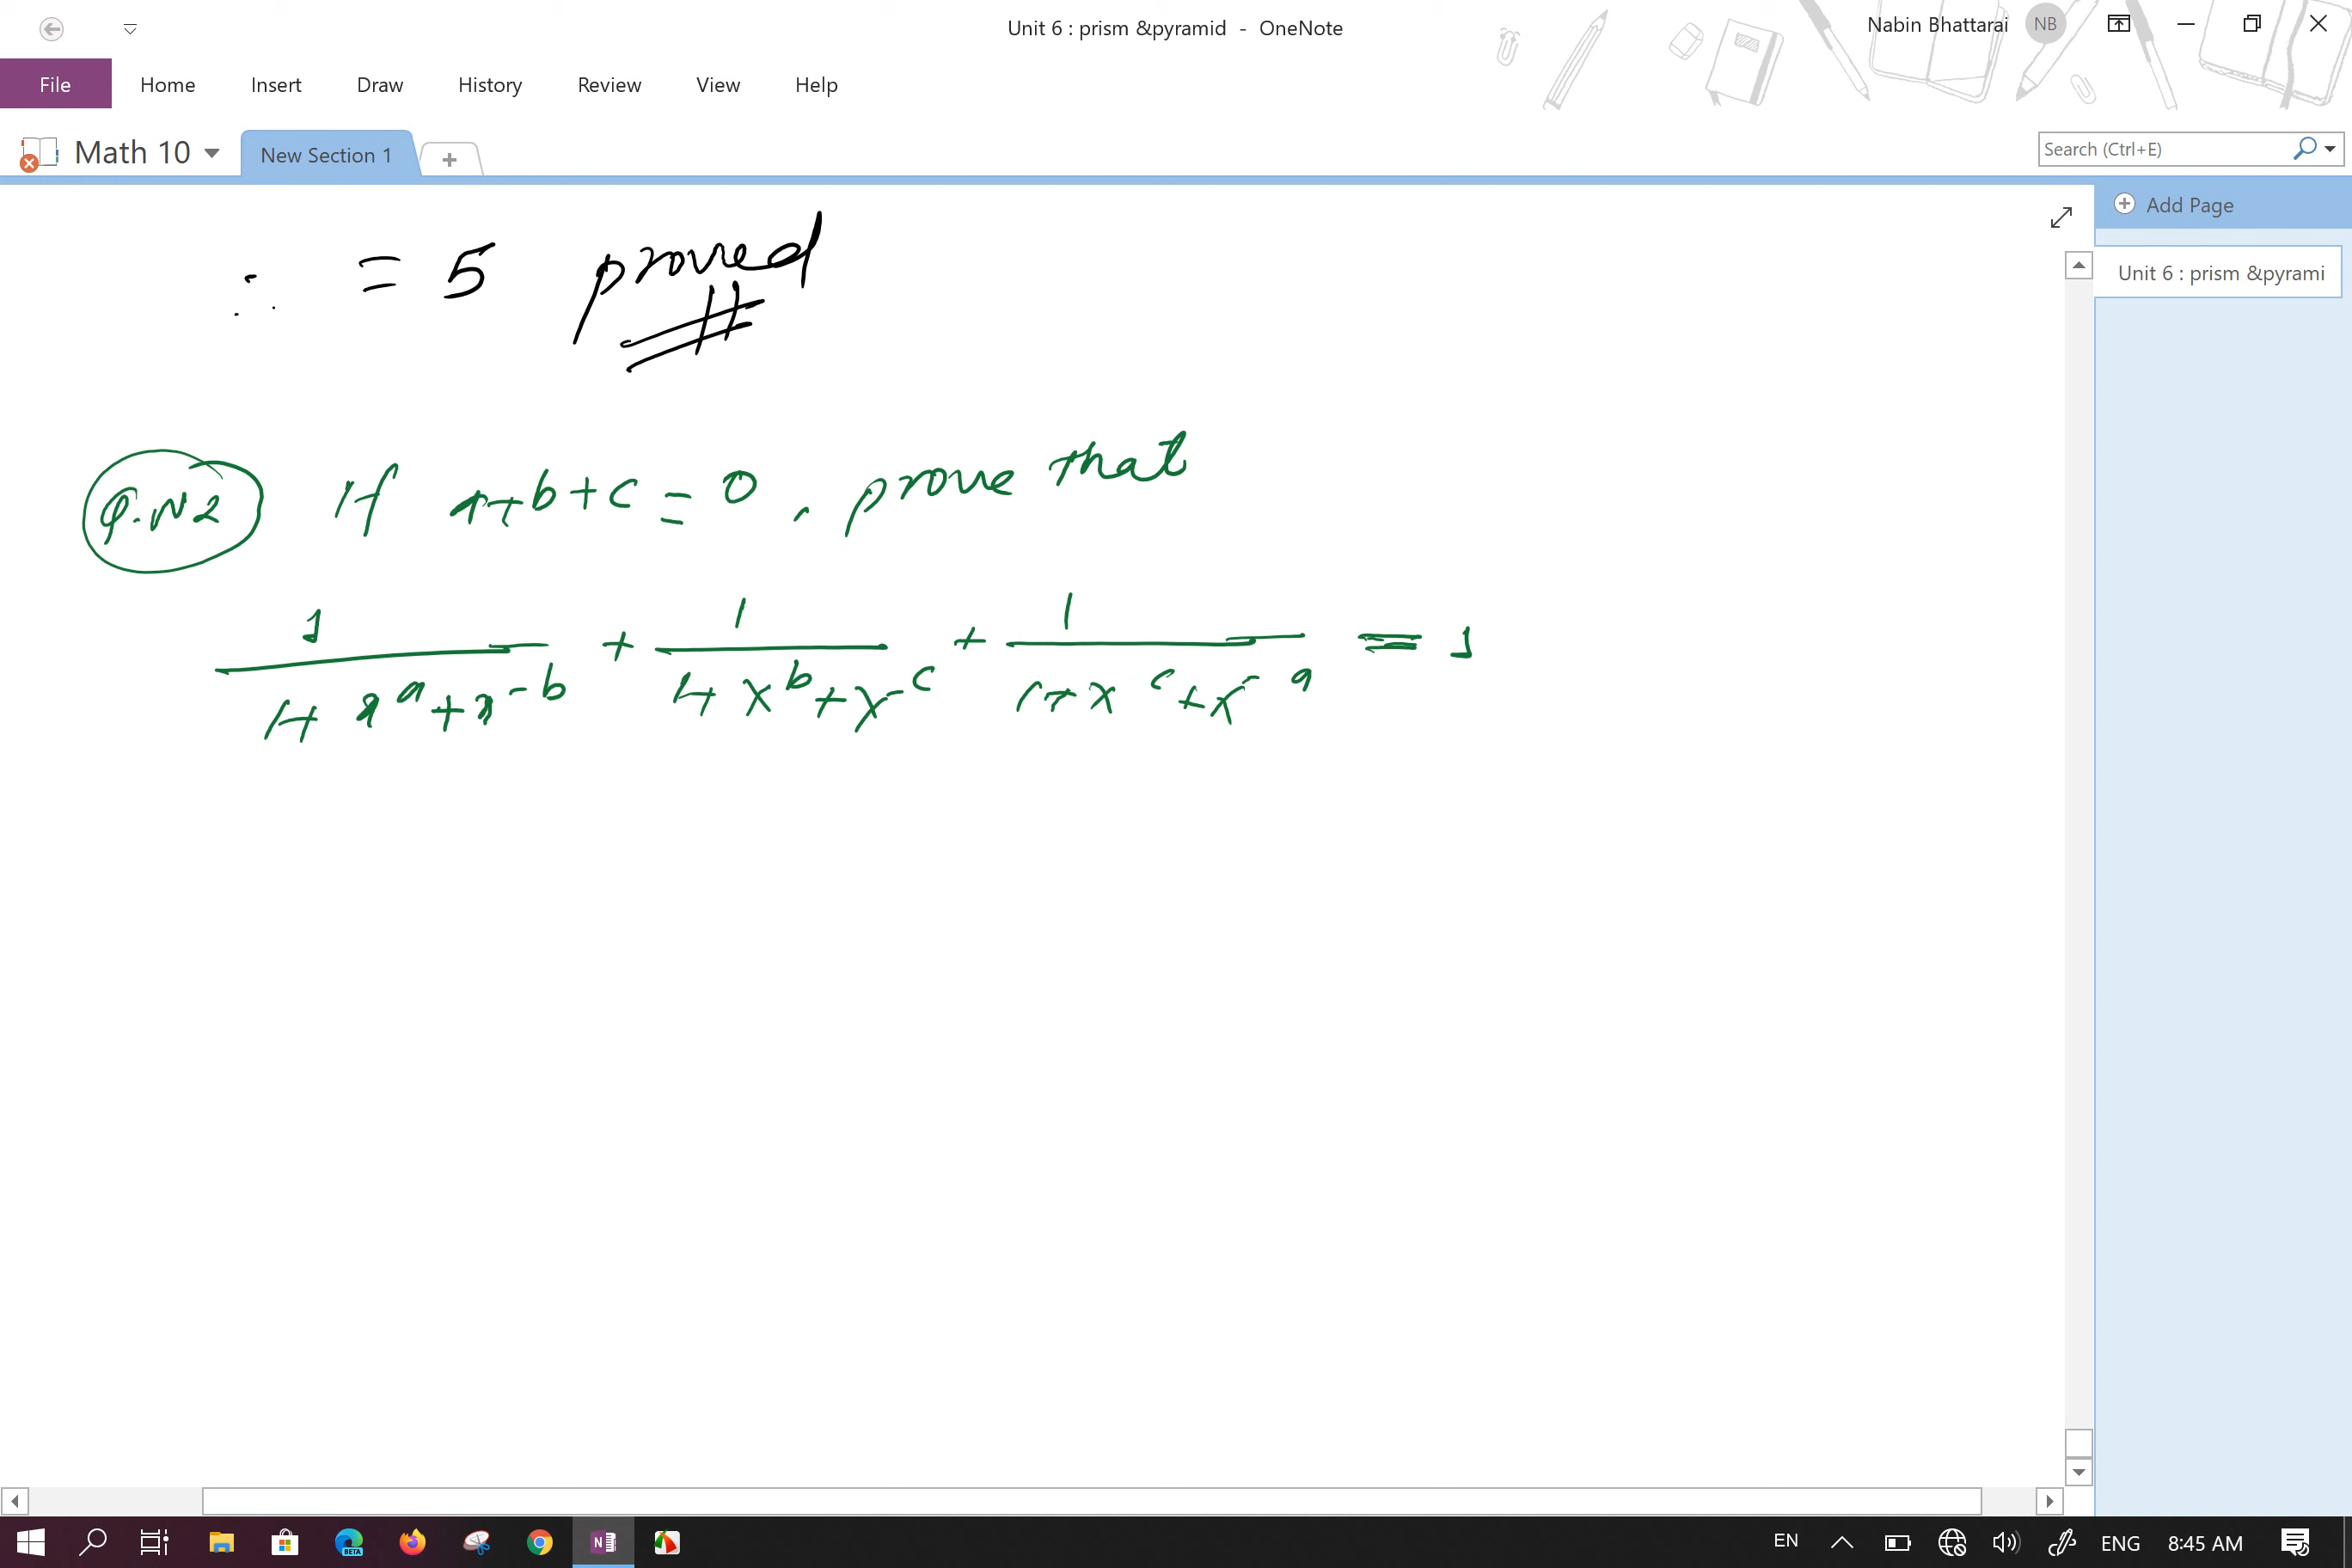 Unit 6 : prism &pyramid - OneNote
Nabin Bhattarai NB
File Home Insert Draw History Review View Help
Math 10 New Section 1
Search (Ctrl+E)
Add Page
Unit 6 : prism &pyrami
∴ = 5 proved
Q.N2 If a+b+c = 0, prove that
1/(1+x^a+x^-b) + 1/(1+x^b+x^-c) + 1/(1+x^c+x^-a) = 1
BETA
N
EN
ENG
8:45 AM